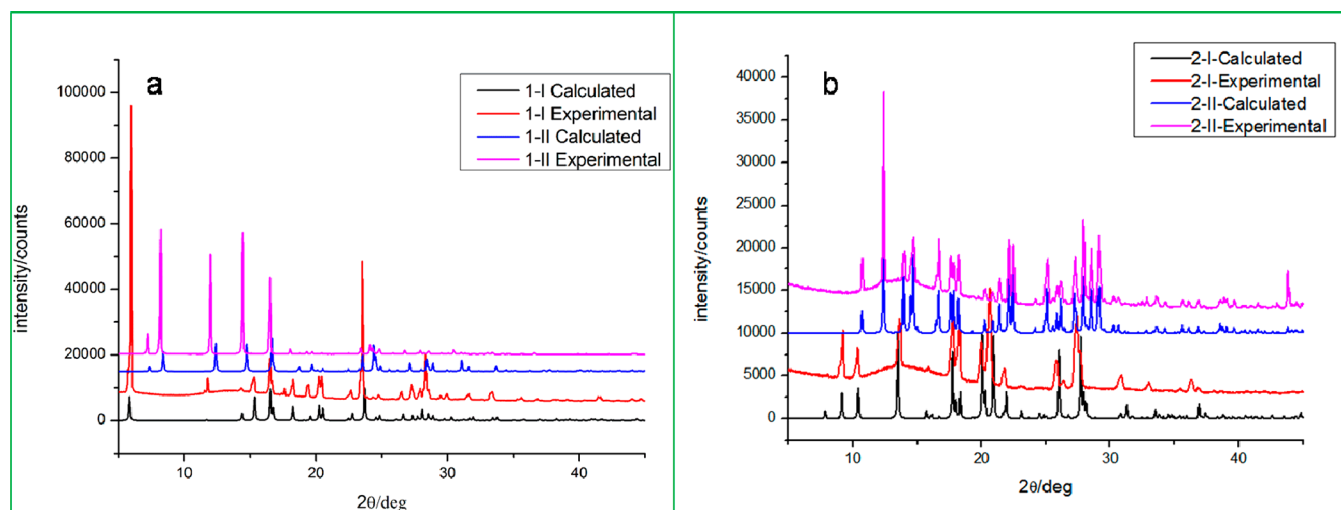 a
1-I Calculated
1-I Experimental
1-II Calculated
1-II Experimental
100000
80000
60000
40000
20000
0
intensity/counts
10
20
30
40
2θ/deg
b
2-I-Calculated
2-I-Experimental
2-II-Calculated
2-II-Experimental
40000
35000
30000
25000
20000
15000
10000
5000
0
intensity/counts
10
20
30
40
2θ/deg